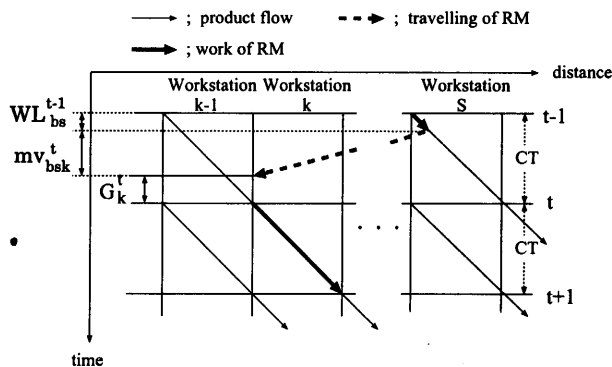 ; product flow
; travelling of RM
; work of RM
distance
Workstation Workstation Workstation
k-1 k S
WL t-1 bs
t-1
mv t bsk
CT
G t k
t
. . . .
CT
t+1
time